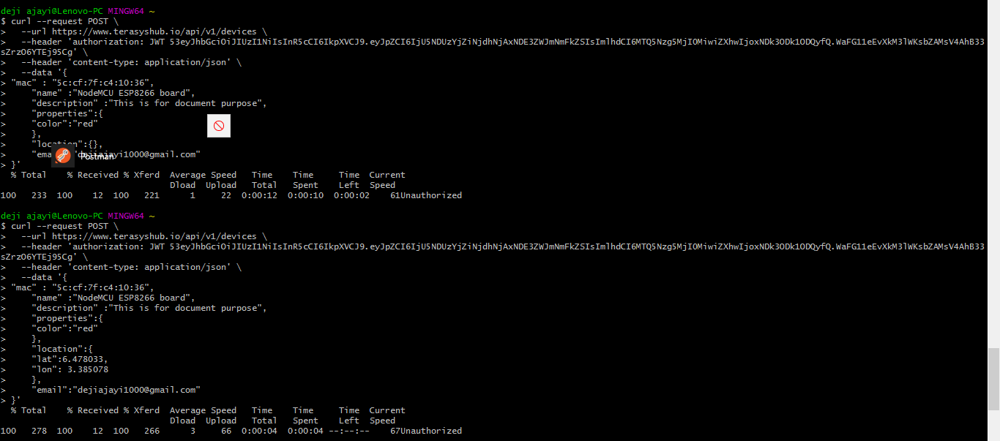 deji ajayi@Lenovo-PC MINGW64 ~
$ curl --request POST \
>   --url https://www.terasyshub.io/api/v1/devices \
>   --header 'authorization: JWT 53eyJhbGciOiJIUzI1NiIsInR5cCI6IkpXVCJ9.eyJpZCI6IjU5NDUzYjZiNjdhNjAxNDE3ZWJmNmFkZSIsImlhdCI6MTQ5Nzg5MjI0MiwiZXhwIjoxNDk3ODk1ODQyfQ.WaFG11eEvXkM3lWKsbZAMsV4AhB33
sZrzO6YTEj95Cg' \
>   --header 'content-type: application/json' \
>   --data '{
> "mac" : "5c:cf:7f:c4:10:36",
>     "name" :"NodeMCU ESP8266 board",
>     "description" :"This is for document purpose",
>     "properties":{
>     "color":"red"
>     },
>     "location":{},
>     "ema Postman dejiajayi1000@gmail.com"
> }'
  % Total    % Received % Xferd  Average Speed   Time    Time     Time  Current
                                 Dload  Upload   Total   Spent    Left  Speed
100   233  100    12  100   221      1     22  0:00:12  0:00:10  0:00:02    61Unauthorized
deji ajayi@Lenovo-PC MINGW64 ~
$ curl --request POST \
>   --url https://www.terasyshub.io/api/v1/devices \
>   --header 'authorization: JWT 53eyJhbGciOiJIUzI1NiIsInR5cCI6IkpXVCJ9.eyJpZCI6IjU5NDUzYjZiNjdhNjAxNDE3ZWJmNmFkZSIsImlhdCI6MTQ5Nzg5MjI0MiwiZXhwIjoxNDk3ODk1ODQyfQ.WaFG11eEvXkM3lWKsbZAMsV4AhB33
sZrzO6YTEj95Cg' \
>   --header 'content-type: application/json' \
>   --data '{
> "mac" : "5c:cf:7f:c4:10:36",
>     "name" :"NodeMCU ESP8266 board",
>     "description" :"This is for document purpose",
>     "properties":{
>     "color":"red"
>     },
>     "location":{
>     "lat":6.478033,
>     "lon": 3.385078
>     },
>     "email":"dejiajayi1000@gmail.com"
> }'
  % Total    % Received % Xferd  Average Speed   Time    Time     Time  Current
                                 Dload  Upload   Total   Spent    Left  Speed
100   278  100    12  100   266      3     66  0:00:04  0:00:04 --:--:--    67Unauthorized